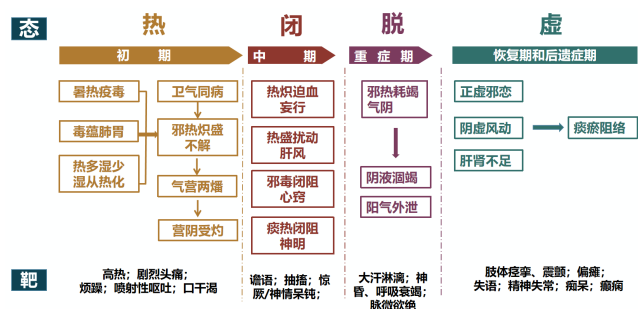 态
热
闭
脱
虚
初 期
中 期
重 症 期
恢复期和后遗症期
暑热疫毒
毒蕴肺胃
热多湿少
湿从热化
卫气同病
邪热炽盛
不解
气营两燔
营阴受灼
热炽迫血
妄行
热盛扰动
肝风
邪毒闭阻
心窍
痰热闭阻
神明
邪热耗竭
气阴
阴液涸竭
阳气外泄
正虚邪恋
阴虚风动
肝肾不足
痰瘀阻络
靶
高热；剧烈头痛；
烦躁；喷射性呕吐；口干渴
谵语；抽搐；惊
厥/神情呆钝；
大汗淋漓；神
昏、呼吸衰竭；
脉微欲绝
肢体痉挛、震颤；偏瘫；
失语；精神失常；痴呆；癫痫